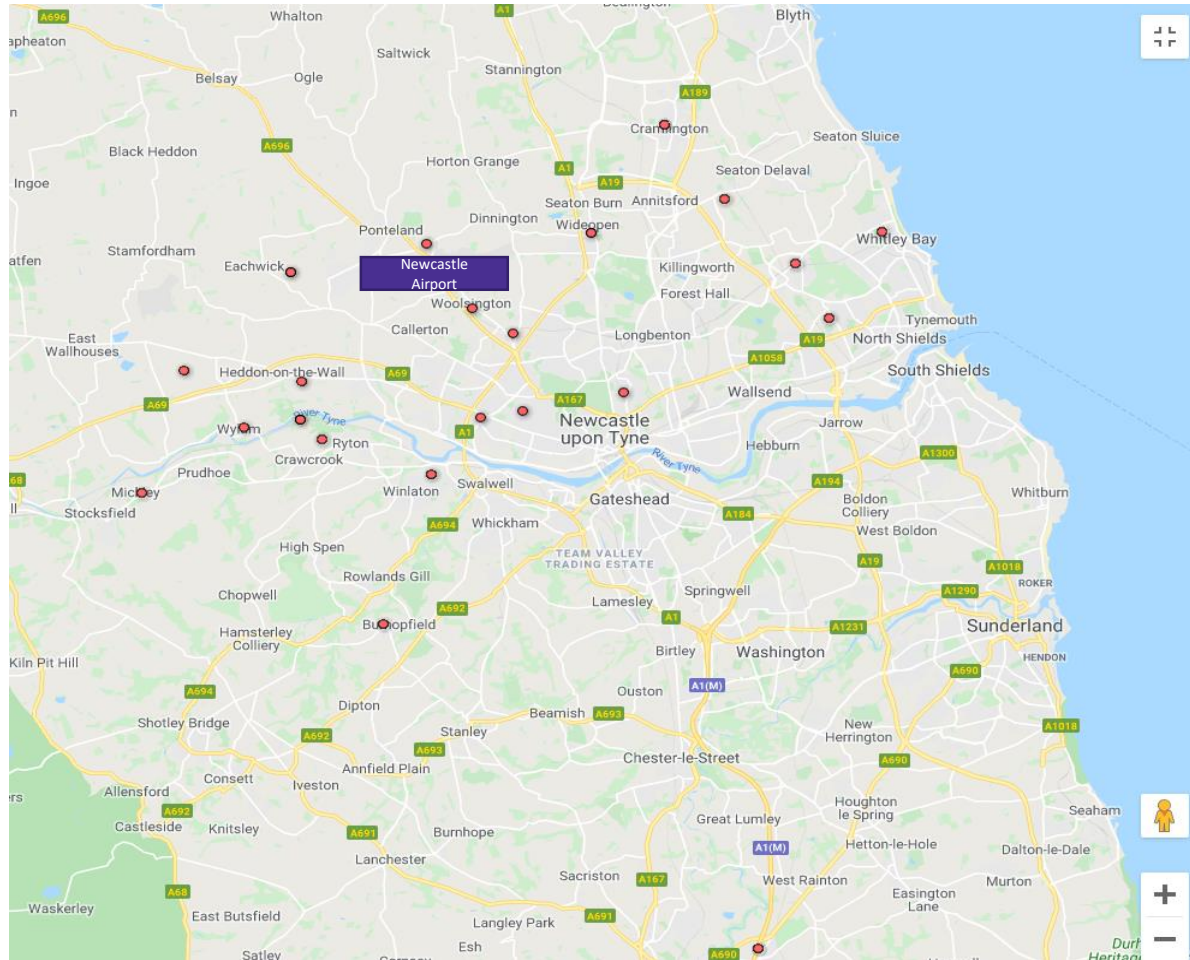 A696
Whalton
A1
Blyth
apheaton
Saltwick
Stannington
Belsay
Ogle
A189
Cramlington
Seaton Sluice
Black Heddon
A696
Horton Grange
A1
Seaton Delaval
Ingoe
A19
Annitsford
Seaton Burn
Dinnington
Wideopen
Ponteland
Whitley Bay
Stamfordham
atfen
Eachwick
Newcastle
Airport
Killingworth
Forest Hall
Woolsington
Callerton
Longbenton
Tynemouth
A19
North Shields
East
Wallhouses
Heddon-on-the-Wall
A69
A1058
South Shields
A69
A167
Wallsend
River Tyne
Newcastle
upon Tyne
Jarrow
Wylam
A1
Ryton
Hebburn
Crawcrook
River Tyne
A1300
Prudhoe
68
Mickley
Winlaton
Swalwell
A194
Whitburn
Stocksfield
Gateshead
Boldon
Colliery
ll
A694
Whickham
A184
West Boldon
High Spen
TEAM VALLEY
TRADING ESTATE
A19
A1018
Rowlands Gill
ROKER
Chopwell
Springwell
A1290
Lamesley
A692
A1
Burnopfield
A1231
Sunderland
Hamsterley
Colliery
Birtley
Washington
HENDON
Kiln Pit Hill
A690
A694
Ouston
A1(M)
Dipton
Beamish
A693
Shotley Bridge
New
Herrington
A1018
A692
Stanley
A693
Chester-le-Street
A690
Annfield Plain
Consett
Iveston
Allensford
ers
A692
Houghton
le Spring
Seaham
Castleside
Knitsley
A691
Burnhope
Great Lumley
Hetton-le-Hole
A1(M)
Dalton-le-Dale
Lanchester
Sacriston
A167
West Rainton
Murton
A68
Easington
Lane
Waskerley
East Butsfield
A691
Langley Park
Esh
A690
Satley
Durh
Heritage